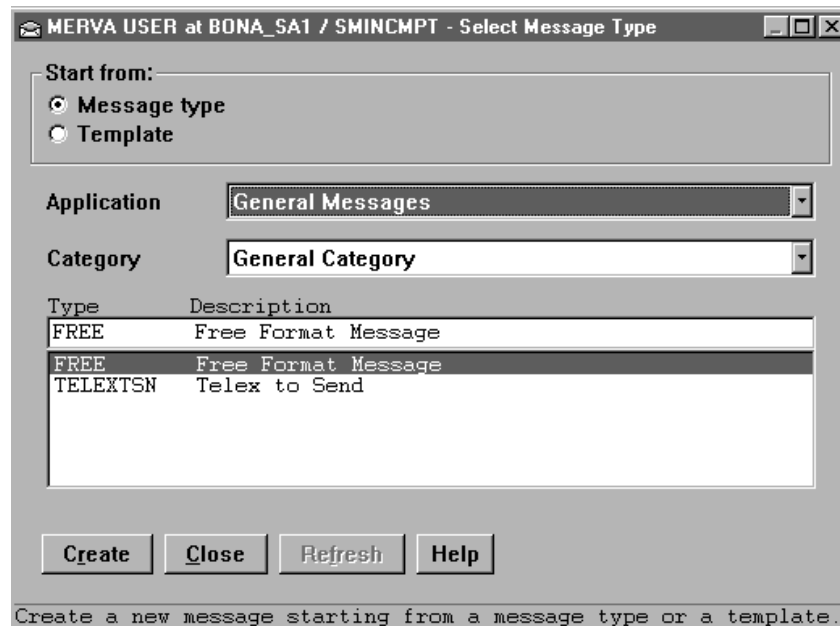 MERVA USER at BONA_SA1 / SMINCMPT - Select Message Type
Start from:
Message type
Template
Application General Messages
Category General Category
Type Description
FREE Free Format Message
FREE Free Format Message
TELEXTSN Telex to Send
Create Close Refresh Help
Create a new message starting from a message type or a template.